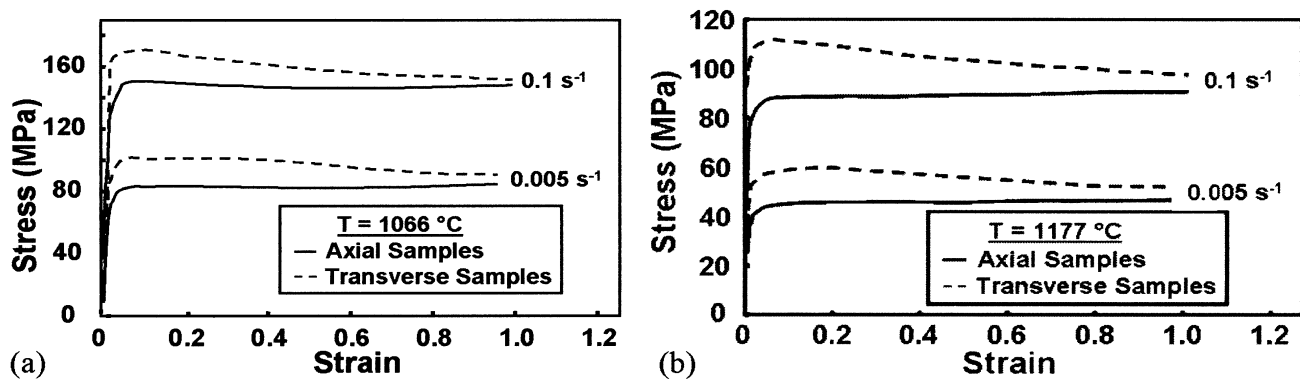 Stress (MPa)
160
120
80
40
0
0.1 s-1
0.005 s-1
T = 1066 °C
Axial Samples
Transverse Samples
0 0.2 0.4 0.6 0.8 1.0 1.2
Strain
(a)
Stress (MPa)
120
100
80
60
40
20
0
0.1 s-1
0.005 s-1
T = 1177 °C
Axial Samples
Transverse Samples
0 0.2 0.4 0.6 0.8 1.0 1.2
Strain
(b)